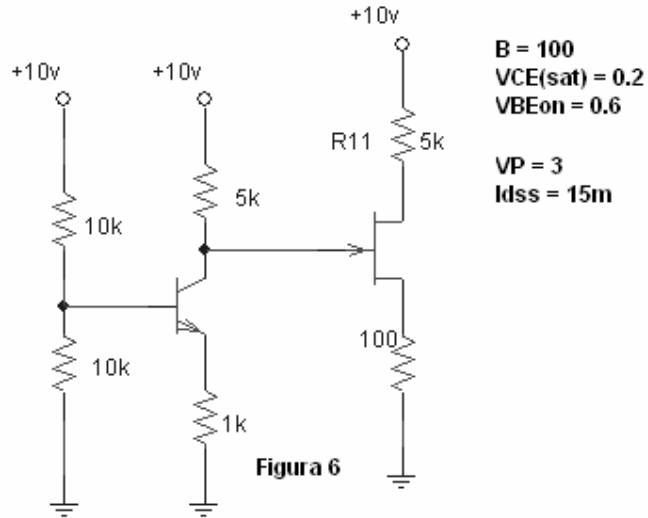 +10v
B = 100
VCE(sat) = 0.2
VBEon = 0.6
+10v
+10v
R11
5k
VP = 3
Idss = 15m
5k
10k
100
10k
1k
Figura 6